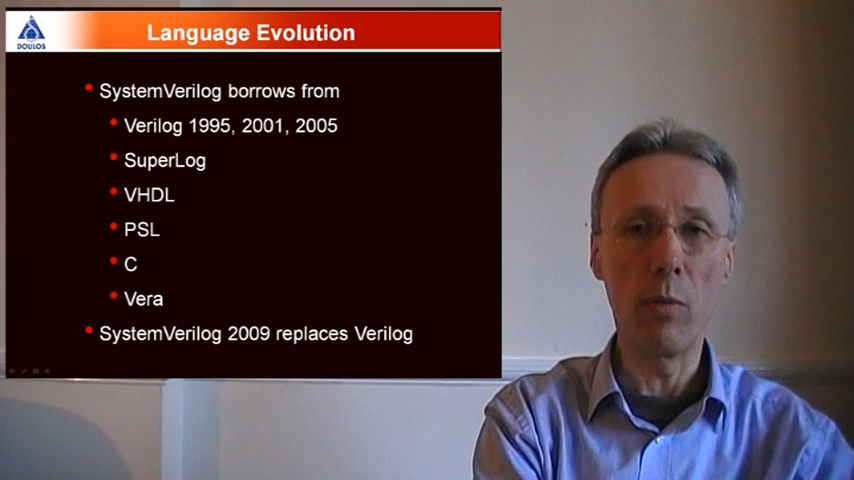 DOULOS
Language Evolution
SystemVerilog borrows from
Verilog 1995, 2001, 2005
SuperLog
VHDL
PSL
C
Vera
SystemVerilog 2009 replaces Verilog